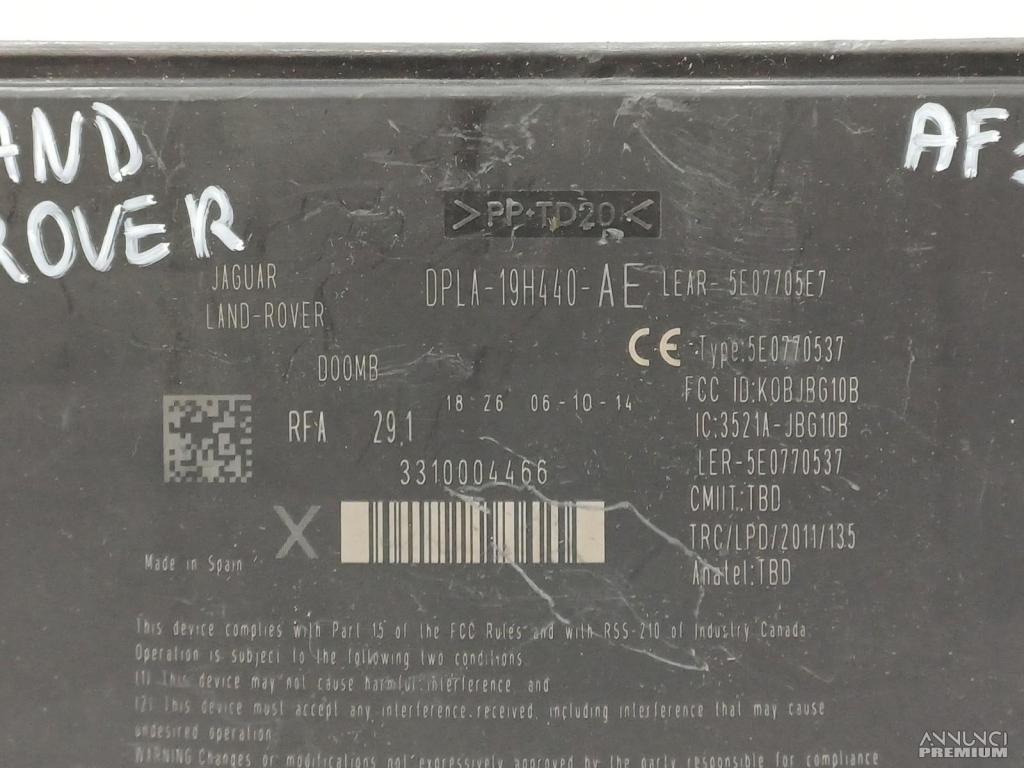 AND AF
ROVER
>PP+TD20<
JAGUAR
LAND-ROVER
DPLA-19H440-AE LEAR-5E07705E7
CE Type:5E0770537
D00MB
FCC ID:KOBJBG10B
18 26 06-10-14
RFA 29,1
IC:3521A-JBG10B
3310004466
LER-5E0770537
CMIIT:TBD
X
TRC/LPD/2011/135
Made in Spain
Anatel:TBD
This device complies with Part 15 of the FCC Rules and with RSS-210 of Industry Canada
Operation is subject to the following two conditions
(1) This device may not cause harmful interference, and
(2) This device must accept any interference received, including interference that may cause
undesired operation
WARNING Changes or modifications not expressively approved by the party responsible for compliance
ANNUNCI
PREMIUM